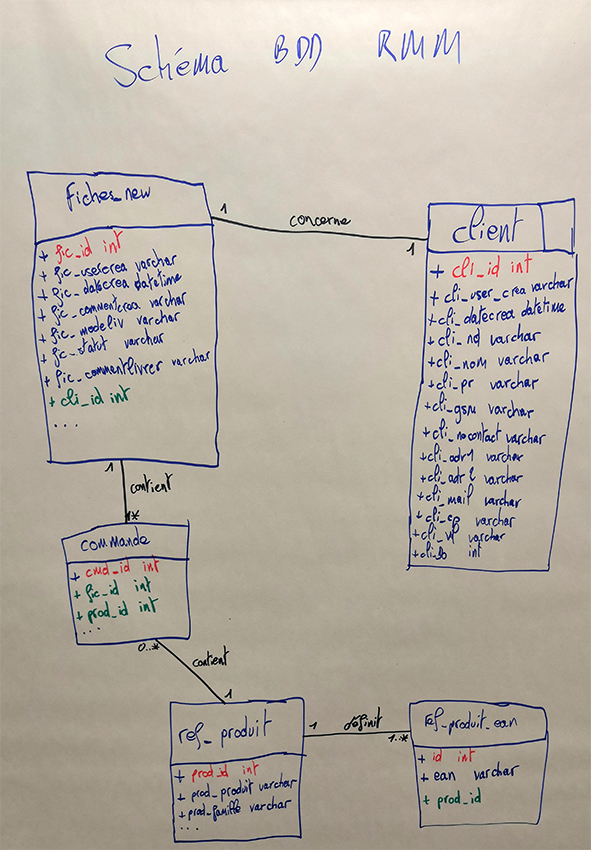 Schéma BDD RMM
fiches_new
+ fic_id int
+ fic_usercrea varchar
+ fic_datecrea datetime
+ fic_commentcrea varchar
+ fic_modeliv varchar
+ fic_statut varchar
+ fic_commentlivrer varchar
+ cli_id int
...
1
concerne
1
client
+ cli_id int
+ cli_user_crea varchar
+ cli_datecrea datetime
+ cli_nd varchar
+ cli_nom varchar
+ cli_pr varchar
+ cli_gsm varchar
+ cli_nocontact varchar
+ cli_adr1 varchar
+ cli_adr2 varchar
+ cli_mail varchar
+ cli_cp varchar
+ varchar
+ int
1
contient
1*
commande
+ cmd_id int
+ fic_id int
+ prod_id int
...
0..*
contient
1
ref_produit
+ prod_id int
+ prod_produit varchar
+ prod_famille varchar
...
1
définit
1..*
ref_produit_ean
+ id int
+ ean varchar
+ prod_id